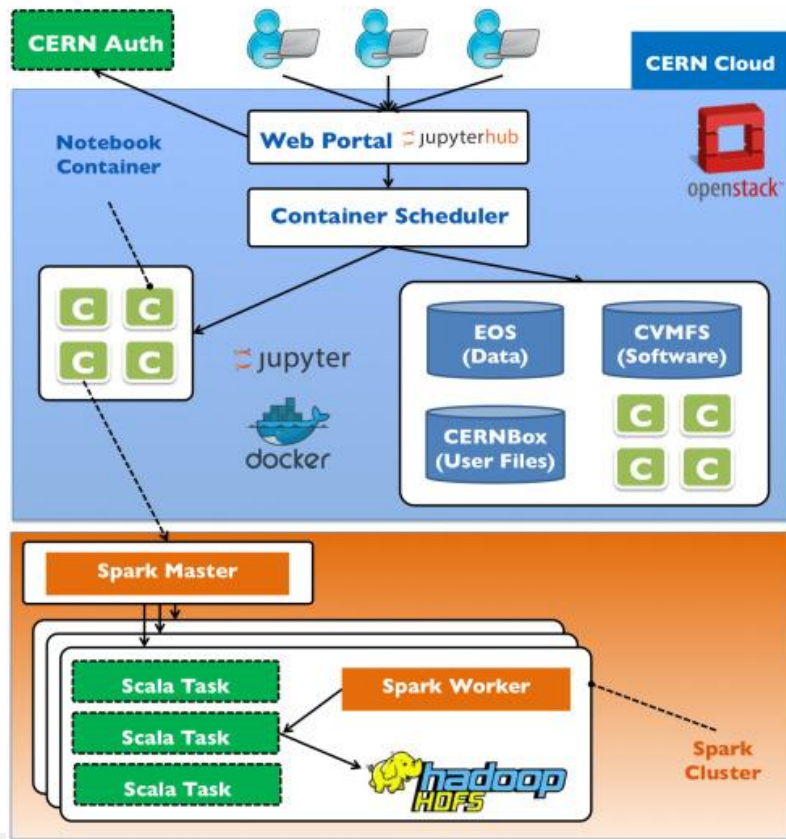 CERN Auth
CERN Cloud
Notebook
Container
Web Portal jupyterhub
openstack
Container Scheduler
C C
C C
EOS
(Data)
CVMFS
(Software)
jupyter
docker
CERNBox
(User Files)
C C
C C
Spark Master
Scala Task
Spark Worker
Scala Task
hadoop
HDFS
Scala Task
Spark
Cluster